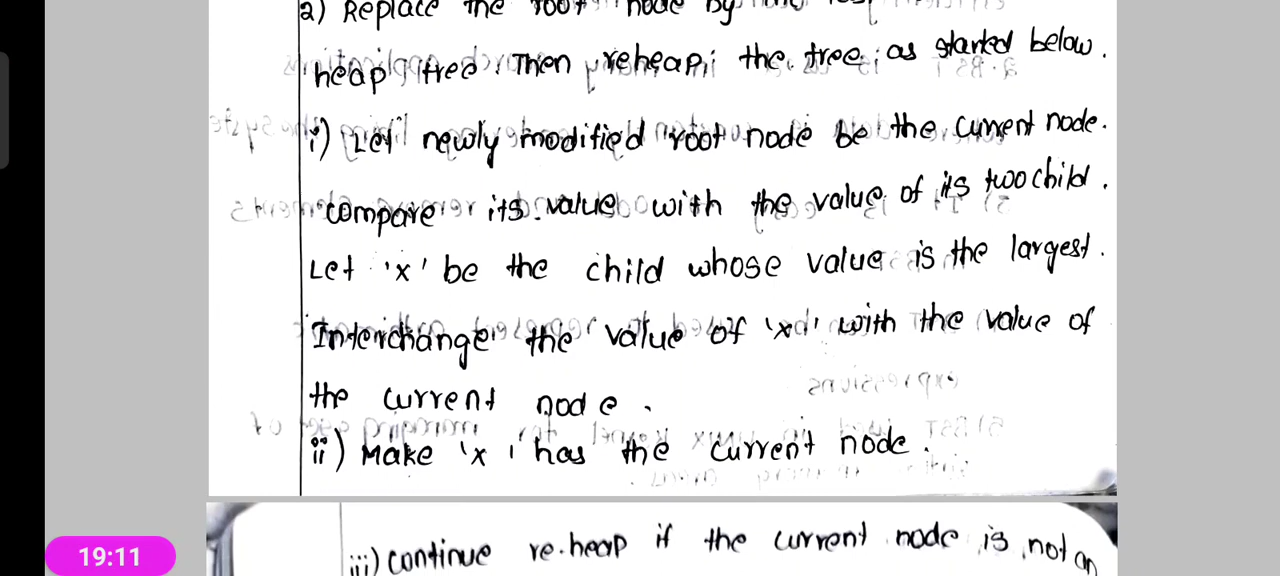 2) Replace the root node by the
heap tree. Then reheap; the tree as started below.
i) Let newly modified root node be the current node.
compare its value with the value of its two child.
Let 'x' be the child whose value is the largest.
Interchange the value of 'x' with the value of
the current node.
ii) Make 'x' has the current node.
iii) continue re-heap if the current node is not an
19:11